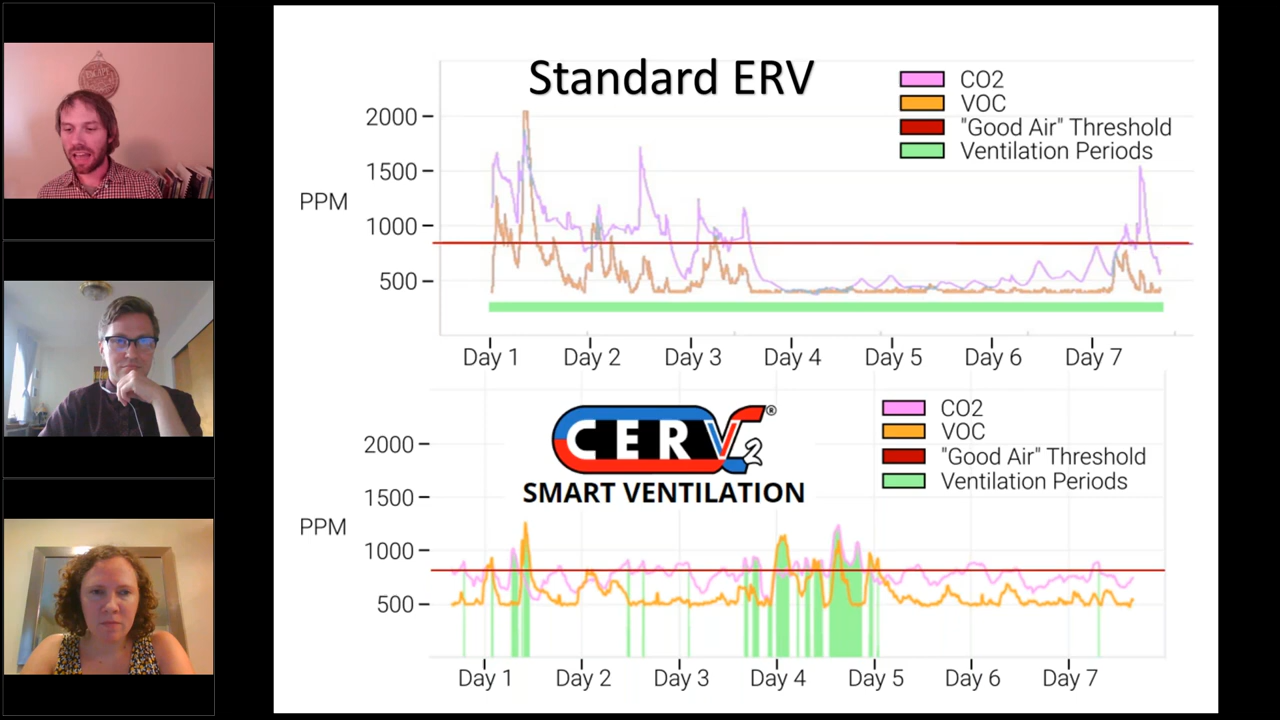 Standard ERV
CO2
VOC
"Good Air" Threshold
Ventilation Periods
2000
1500
PPM
1000
500
Day 1 Day 2 Day 3 Day 4 Day 5 Day 6 Day 7
CERV2®
SMART VENTILATION
CO2
VOC
"Good Air" Threshold
Ventilation Periods
2000
1500
PPM
1000
500
Day 1 Day 2 Day 3 Day 4 Day 5 Day 6 Day 7